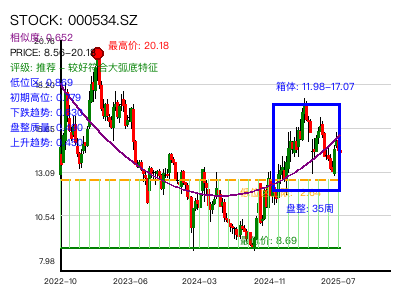 STOCK: 000534.SZ
相似度: 0.652
20.76
PRICE: 8.56-20.18
最高价: 20.18
评级: 推荐 - 较好符合大弧底特征
低位区:
初期高位:
箱体: 11.98-17.07
下跌趋势:
盘整质量:
上升趋势:
13.09
盘整: 35周
10.54
最低价: 8.69
7.98
2022-10
2023-06
2024-03
2024-11
2025-07